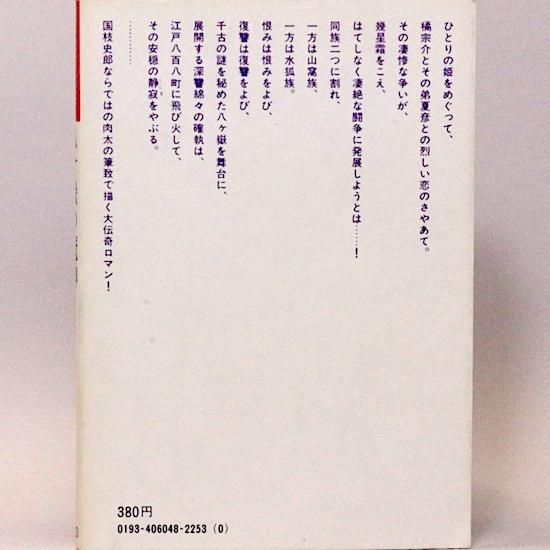 ひとりの姫をめぐって、
橘宗介とその弟夏彦との烈しい恋のさやあて。
その凄惨な争いが、
幾星霜をこえ、
はてしなく凄絶な闘争に発展しようとは……！
同族二つに割れ、
一方は山窩族、
一方は水狐族。
恨みは恨みをよび、
復讐は復讐をよび、
千古の謎を秘めた八ヶ嶽を舞台に、
展開する深讐綿々の確執は、
江戸八百八町に飛び火して、
その安穏の静寂をやぶる。
…………
国枝史郎ならではの肉太の筆致で描く大伝奇ロマン！
380円
0193-406048-2253（0）